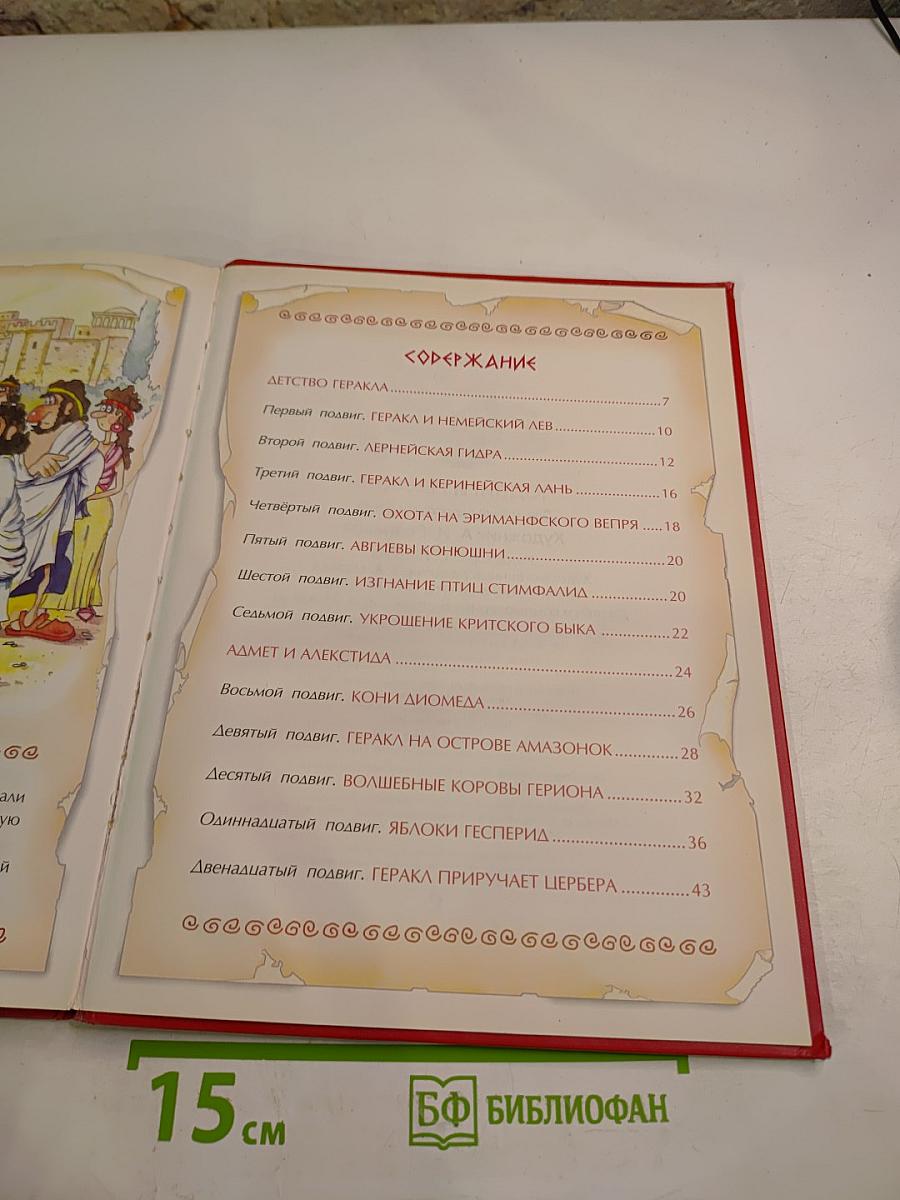 СОДЕРЖАНИЕ
ДЕТСТВО ГЕРАКЛА....................7
Первый подвиг. ГЕРАКЛ И НЕМЕЙСКИЙ ЛЕВ....................10
Второй подвиг. ЛЕРНЕЙСКАЯ ГИДРА....................12
Третий подвиг. ГЕРАКЛ И КЕРИНЕЙСКАЯ ЛАНЬ....................16
Четвёртый подвиг. ОХОТА НА ЭРИМАНФСКОГО ВЕПРЯ.....18
Пятый подвиг. АВГИЕВЫ КОНЮШНИ....................20
Шестой подвиг. ИЗГНАНИЕ ПТИЦ СТИМФАЛИД....................20
Седьмой подвиг. УКРОЩЕНИЕ КРИТСКОГО БЫКА....................22
АДМЕТ И АЛЕКСТИДА....................24
Восьмой подвиг. КОНИ ДИОМЕДА....................26
Девятый подвиг. ГЕРАКЛ НА ОСТРОВЕ АМАЗОНОК....................28
Десятый подвиг. ВОЛШЕБНЫЕ КОРОВЫ ГЕРИОНА....................32
Одиннадцатый подвиг. ЯБЛОКИ ГЕСПЕРИД....................36
Двенадцатый подвиг. ГЕРАКЛ ПРИРУЧАЕТ ЦЕРБЕРА....................43
15 см
БФ БИБЛИОФАН